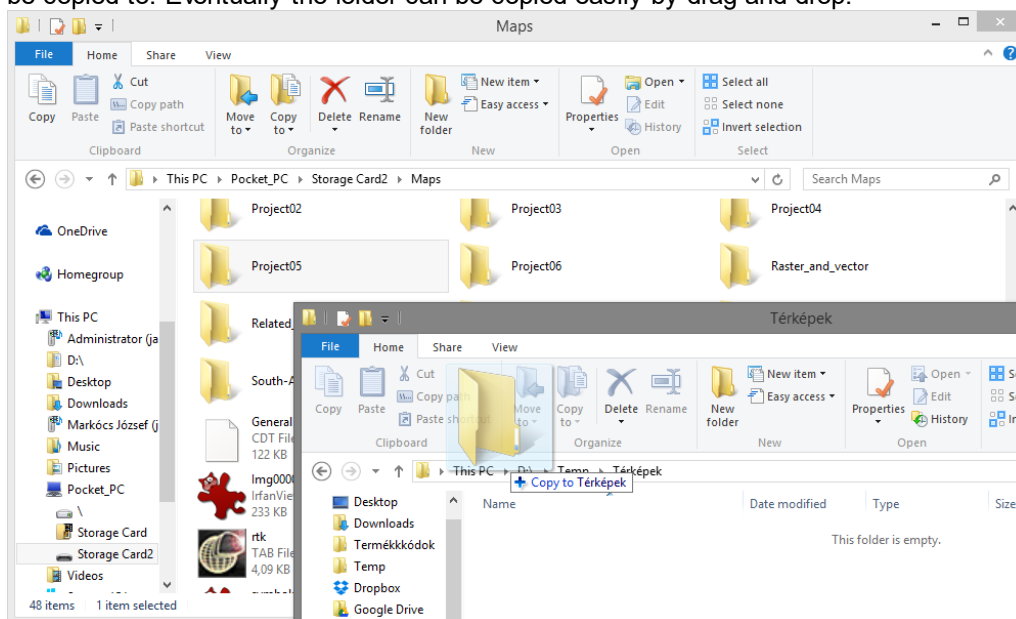 be copied to. Eventually the folder can be copied easily by drag and drop.
Maps
File Home Share View
Copy
Paste
Cut
Copy path
Paste shortcut
Clipboard
Move to
Copy to
Delete
Rename
Organize
New folder
New item
Easy access
New
Properties
Open
Edit
History
Open
Select all
Select none
Invert selection
Select
This PC Pocket_PC Storage Card2 Maps
Search Maps
OneDrive
Homegroup
This PC
Administrator (ja
D:\
Desktop
Downloads
Markócs József (j
Music
Pictures
Pocket_PC
\
Storage Card
Storage Card2
Videos
Project02
Project03
Project04
Project05
Project06
Raster_and_vector
Related_
South-A
General
CDT File
122 KB
Img0000
IrfanVie
233 KB
rtk
TAB File
4,09 KB
48 items 1 item selected
Térképek
File Home Share View
Copy
Paste
Cut
Copy path
Paste shortcut
Clipboard
Move to
Copy to
Delete
Rename
Organize
New folder
New item
Easy access
New
Properties
Open
Edit
History
Open
This PC D:\ Temp Térképek
Copy to Térképek
Desktop
Downloads
Termékkkódok
Temp
Dropbox
Google Drive
Name Date modified Type Size
This folder is empty.